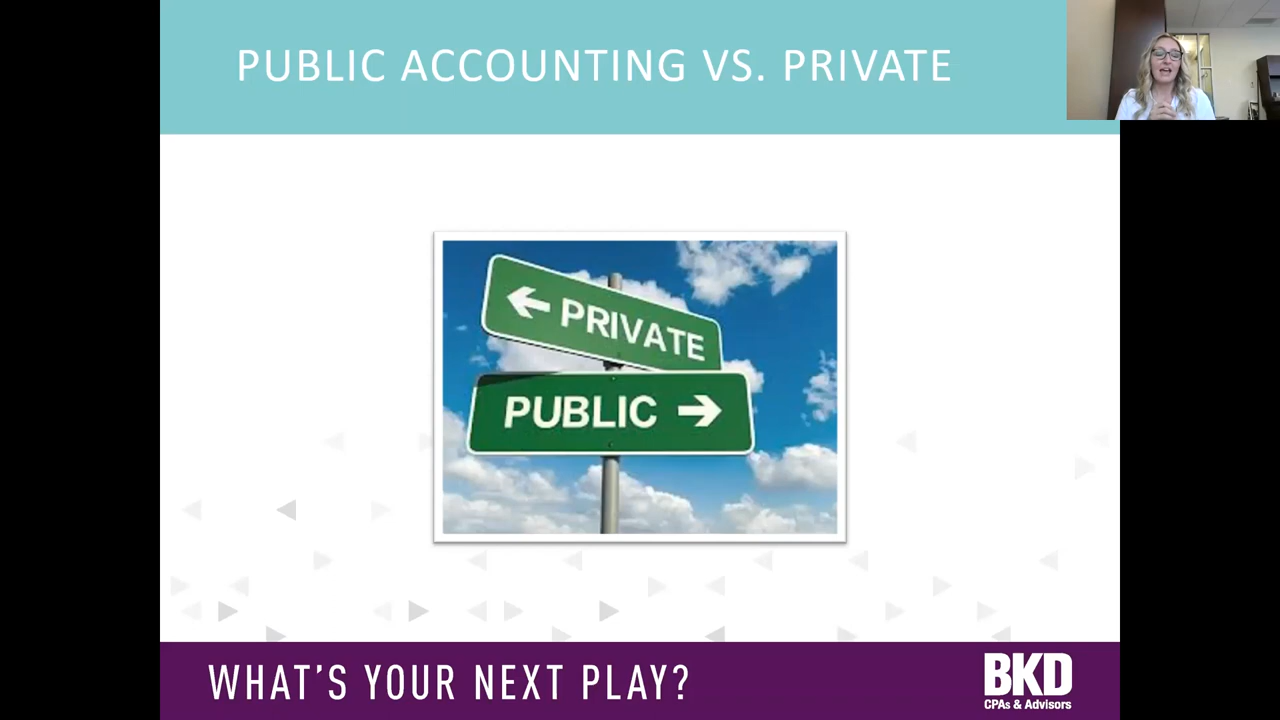 PUBLIC ACCOUNTING VS. PRIVATE
PRIVATE
PUBLIC
WHAT'S YOUR NEXT PLAY?
BKD
CPAs & Advisors